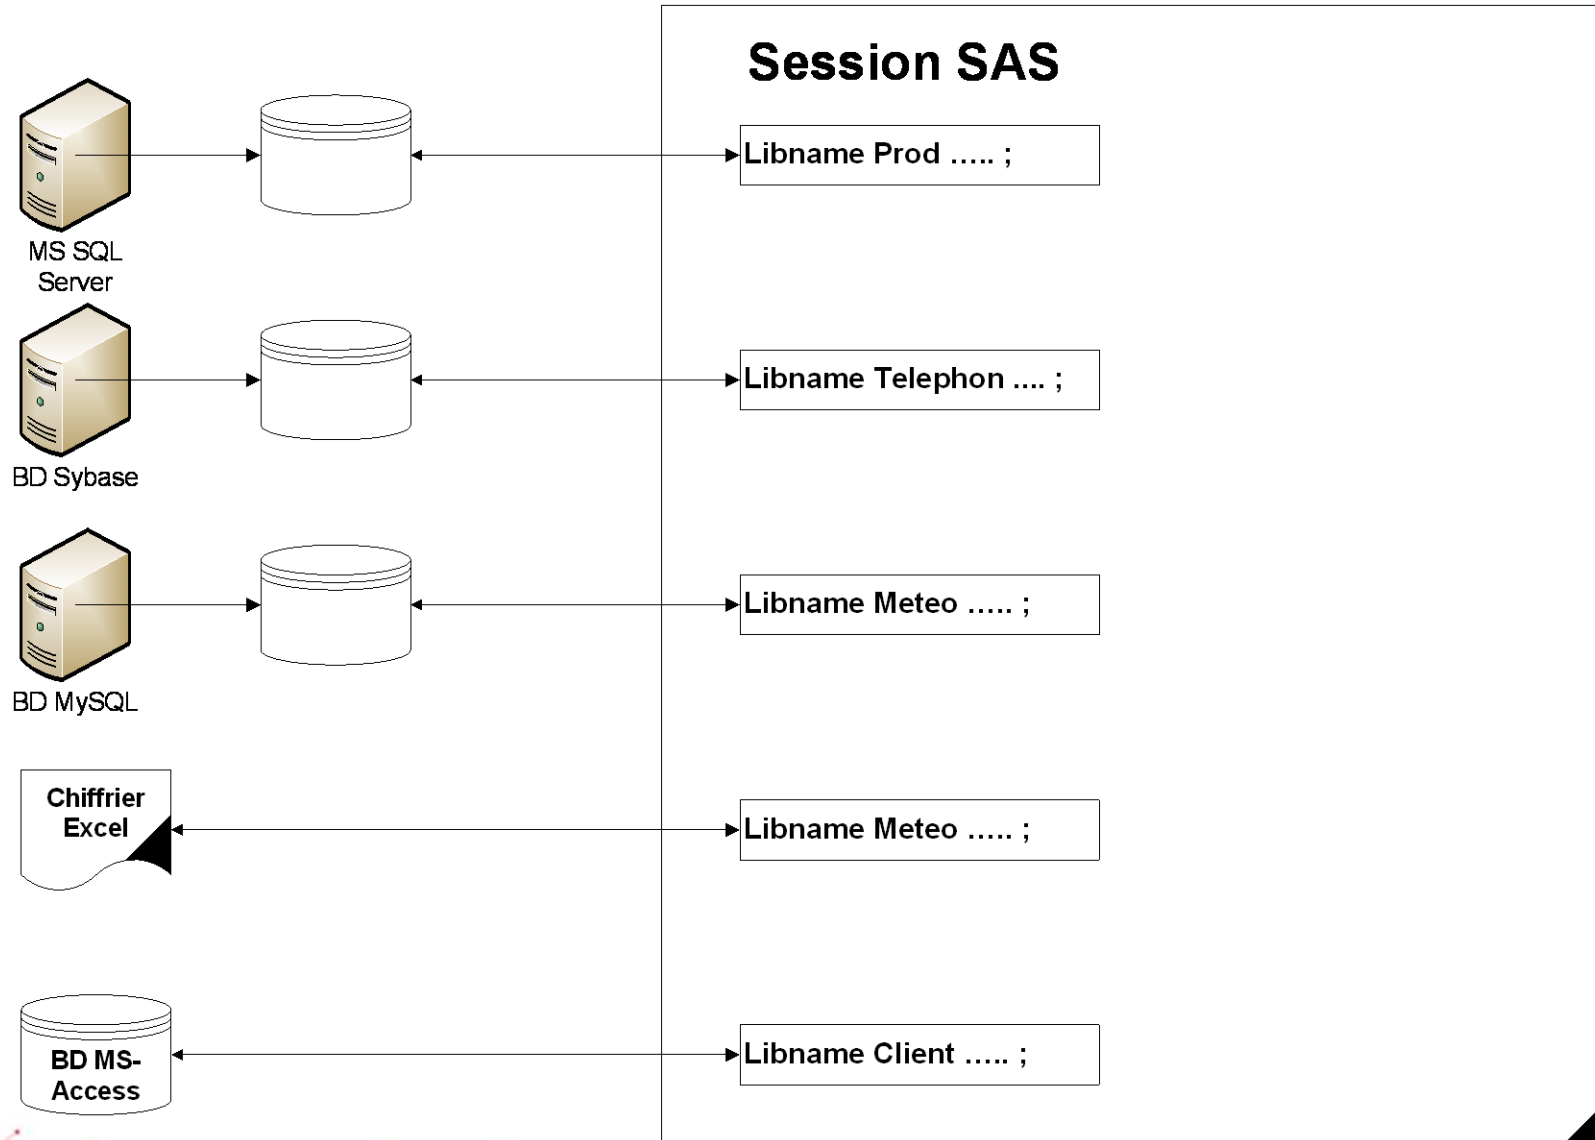 Session SAS
Libname Prod ..... ;
MS SQL
Server
Libname Telephon .... ;
BD Sybase
Libname Meteo ..... ;
BD MySQL
Chiffrier
Excel
Libname Meteo ..... ;
BD MS-
Access
Libname Client ..... ;